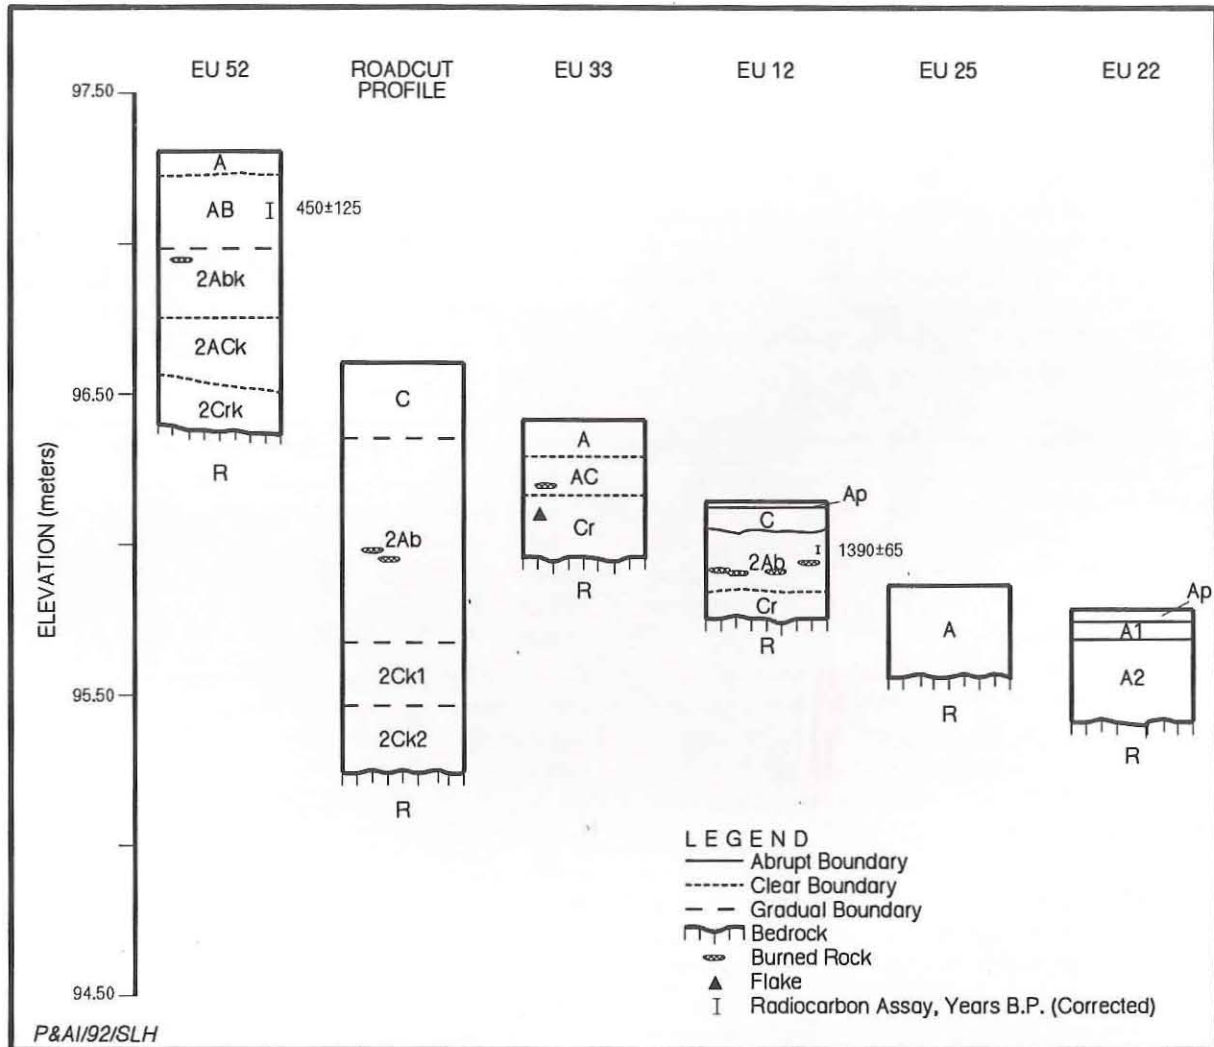 EU 52
ROADCUT
PROFILE
EU 33
EU 12
EU 25
EU 22
97.50
96.50
95.50
94.50
ELEVATION (meters)
A
AB
450±125
2Abk
2ACk
2Crk
R
C
2Ab
2Ck1
2Ck2
R
A
AC
Cr
R
Ap
C
2Ab
1390±65
Cr
R
A
R
Ap
A1
A2
R
LEGEND
Abrupt Boundary
Clear Boundary
Gradual Boundary
Bedrock
Burned Rock
Flake
Radiocarbon Assay, Years B.P. (Corrected)
P&AI/92/SLH